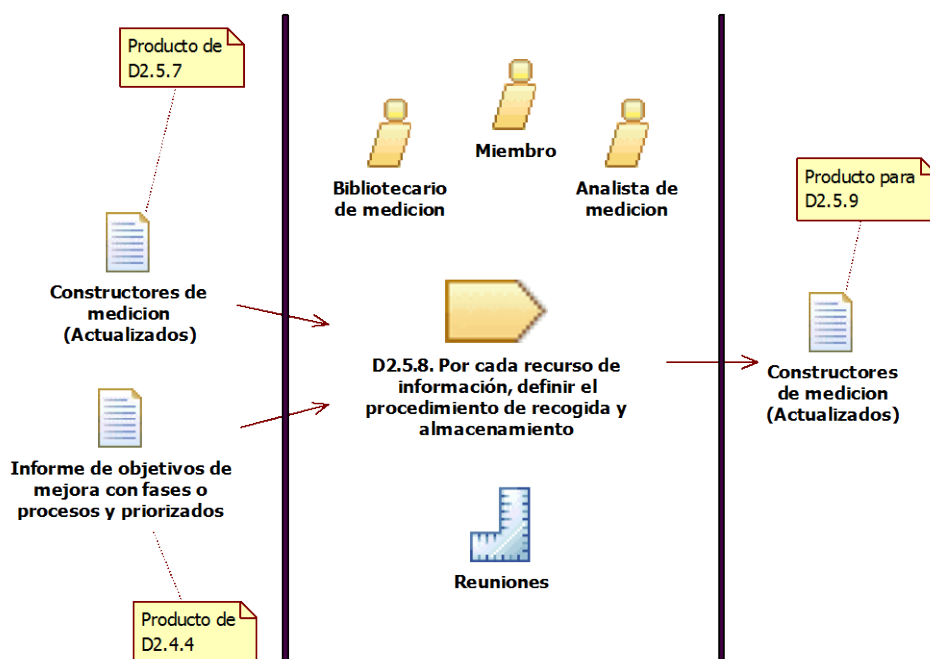 Producto de
D2.5.7
Constructores de
medicion
(Actualizados)
Informe de objetivos de
mejora con fases o
procesos y priorizados
Producto de
D2.4.4
Bibliotecario
de medicion
Miembro
Analista de
medicion
D2.5.8. Por cada recurso de
información, definir el
procedimiento de recogida y
almacenamiento
Reuniones
Producto para
D2.5.9
Constructores
de medicion
(Actualizados)